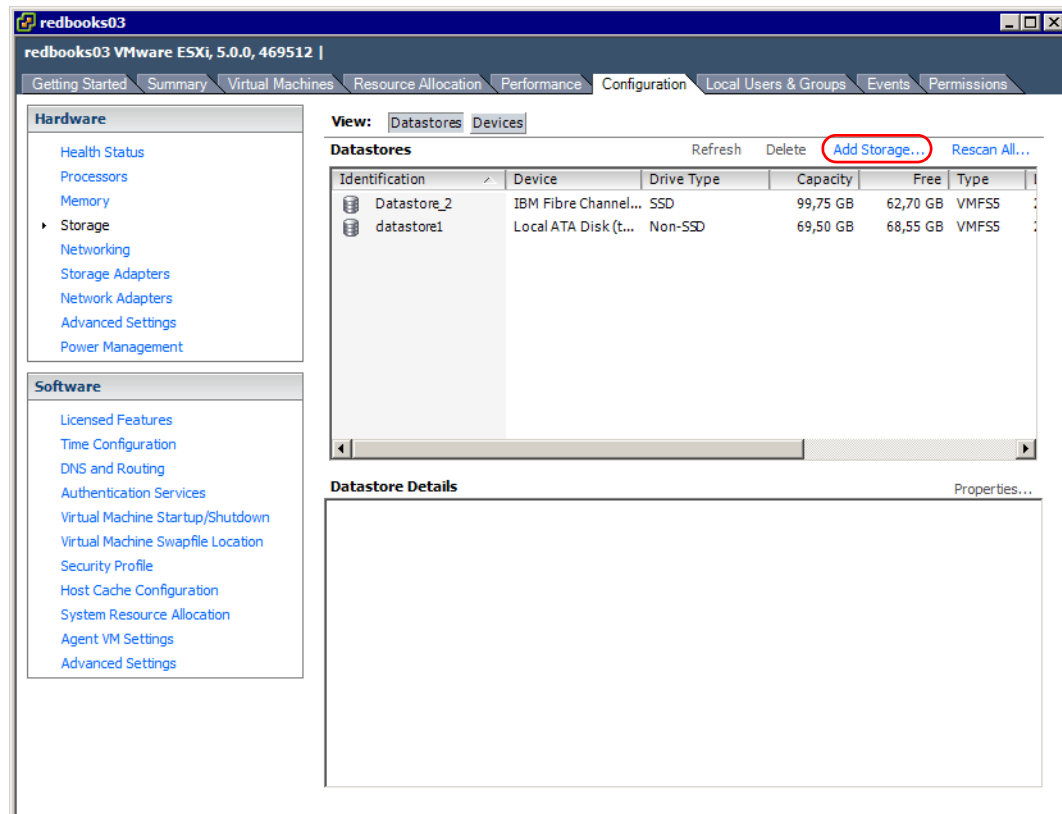 redbooks03
redbooks03 VMware ESXi, 5.0.0, 469512 |
Getting Started Summary Virtual Machines Resource Allocation Performance Configuration Local Users & Groups Events Permissions
Hardware
Health Status
Processors
Memory
Storage
Networking
Storage Adapters
Network Adapters
Advanced Settings
Power Management
Software
Licensed Features
Time Configuration
DNS and Routing
Authentication Services
Virtual Machine Startup/Shutdown
Virtual Machine Swapfile Location
Security Profile
Host Cache Configuration
System Resource Allocation
Agent VM Settings
Advanced Settings
View: Datastores Devices
Datastores Refresh Delete Add Storage... Rescan All...
Identification Device Drive Type Capacity Free Type
Datastore_2 IBM Fibre Channel... SSD 99,75 GB 62,70 GB VMFS5
datastore1 Local ATA Disk (t... Non-SSD 69,50 GB 68,55 GB VMFS5
Datastore Details Properties...